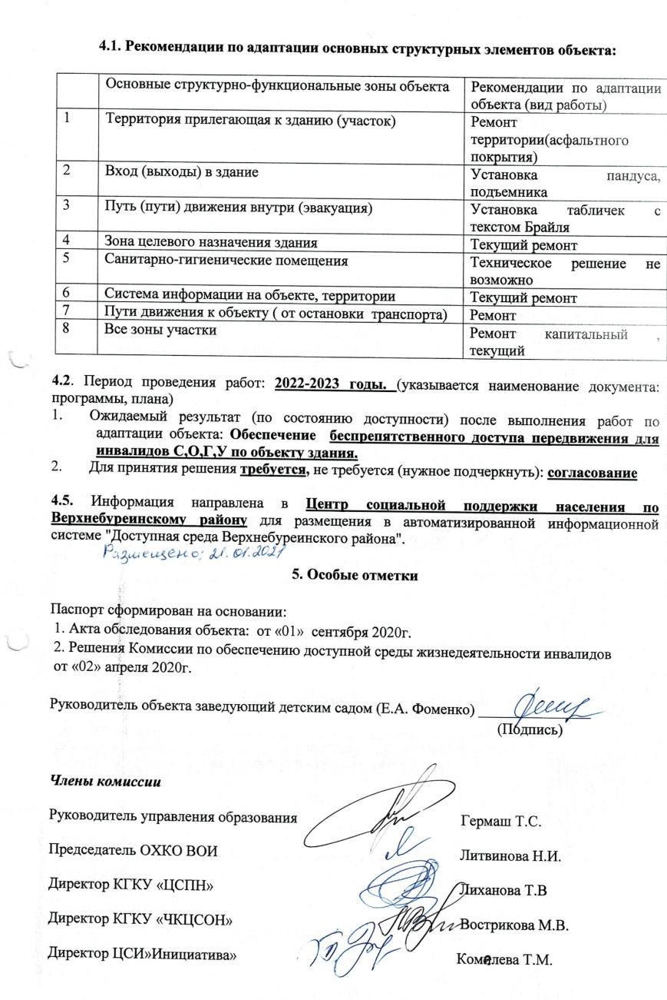 4.1. Рекомендации по адаптации основных структурных элементов объекта:
Основные структурно-функциональные зоны объекта
Рекомендации по адаптации
объекта (вид работы)
1
Территория прилегающая к зданию (участок)
Ремонт
территории(асфальтного
покрытия)
2
Вход (выходы) в здание
Установка пандуса,
подъемника
3
Путь (пути) движения внутри (эвакуация)
Установка табличек с
текстом Брайля
4
Зона целевого назначения здания
Текущий ремонт
5
Санитарно-гигиенические помещения
Техническое решение не
возможно
6
Система информации на объекте, территории
Текущий ремонт
7
Пути движения к объекту ( от остановки транспорта)
Ремонт
8
Все зоны участки
Ремонт капитальный ,
текущий
4.2. Период проведения работ: 2022-2023 годы. (указывается наименование документа:
программы, плана)
1. Ожидаемый результат (по состоянию доступности) после выполнения работ по
адаптации объекта: Обеспечение беспрепятственного доступа передвижения для
инвалидов С,О,Г,У по объекту здания.
2. Для принятия решения требуется, не требуется (нужное подчеркнуть): согласование
4.5. Информация направлена в Центр социальной поддержки населения по
Верхнебуреинскому району для размещения в автоматизированной информационной
системе "Доступная среда Верхнебуреинского района".
Размещено: 21.01.2021
5. Особые отметки
Паспорт сформирован на основании:
1. Акта обследования объекта: от «01» сентября 2020г.
2. Решения Комиссии по обеспечению доступной среды жизнедеятельности инвалидов
от «02» апреля 2020г.
Руководитель объекта заведующий детским садом (Е.А. Фоменко)
(Подпись)
Члены комиссии
Руководитель управления образования Гермаш Т.С.
Председатель ОХКО ВОИ Литвинова Н.И.
Директор КГКУ «ЦСПН» Лиханова Т.В
Директор КГКУ «ЧКЦСОН» Вострикова М.В.
Директор ЦСИ»Инициатива» Т.М.